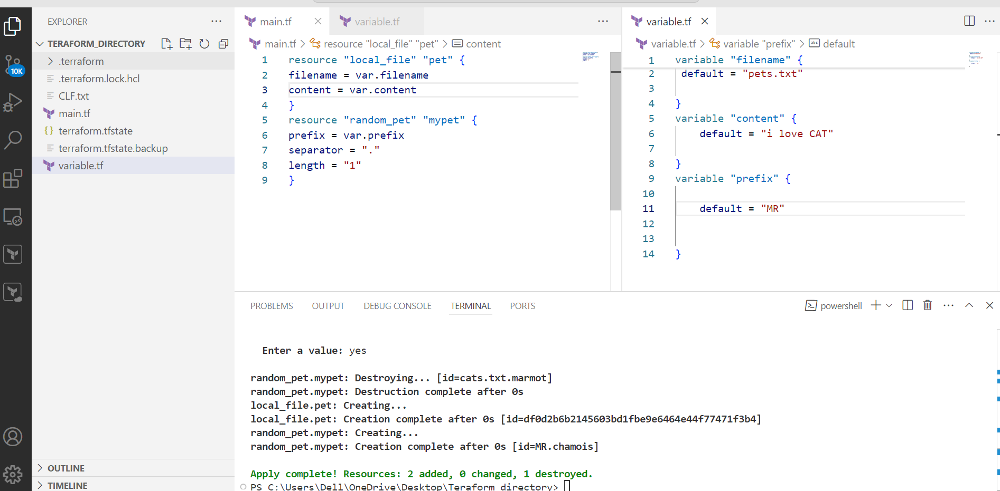 EXPLORER
TERAFORM_DIRECTORY
.terraform
.terraform.lock.hcl
CLF.txt
main.tf
terraform.tfstate
terraform.tfstate.backup
variable.tf
OUTLINE
TIMELINE
10K
main.tf
variable.tf
main.tf > resource "local_file" "pet" > content
1 resource "local_file" "pet" {
2 filename = var.filename
3 content = var.content
4 }
5 resource "random_pet" "mypet" {
6 prefix = var.prefix
7 separator = "."
8 length = "1"
9 }
variable.tf
variable.tf > variable "prefix" > abc default
1 variable "filename" {
2 default = "pets.txt"
3
4 }
5 variable "content" {
6 default = "i love CAT"
7
8 }
9 variable "prefix" {
10
11 default = "MR"
12
13
14 }
PROBLEMS OUTPUT DEBUG CONSOLE TERMINAL PORTS
powershell
Enter a value: yes
random_pet.mypet: Destroying... [id=cats.txt.marmot]
random_pet.mypet: Destruction complete after 0s
local_file.pet: Creating...
local_file.pet: Creation complete after 0s [id=df0d2b6b2145603bd1fbe9e6464e44f77471f3b4]
random_pet.mypet: Creating...
random_pet.mypet: Creation complete after 0s [id=MR.chamois]
Apply complete! Resources: 2 added, 0 changed, 1 destroyed.
PS C:\Users\Dell\OneDrive\Desktop\Teraform directory>